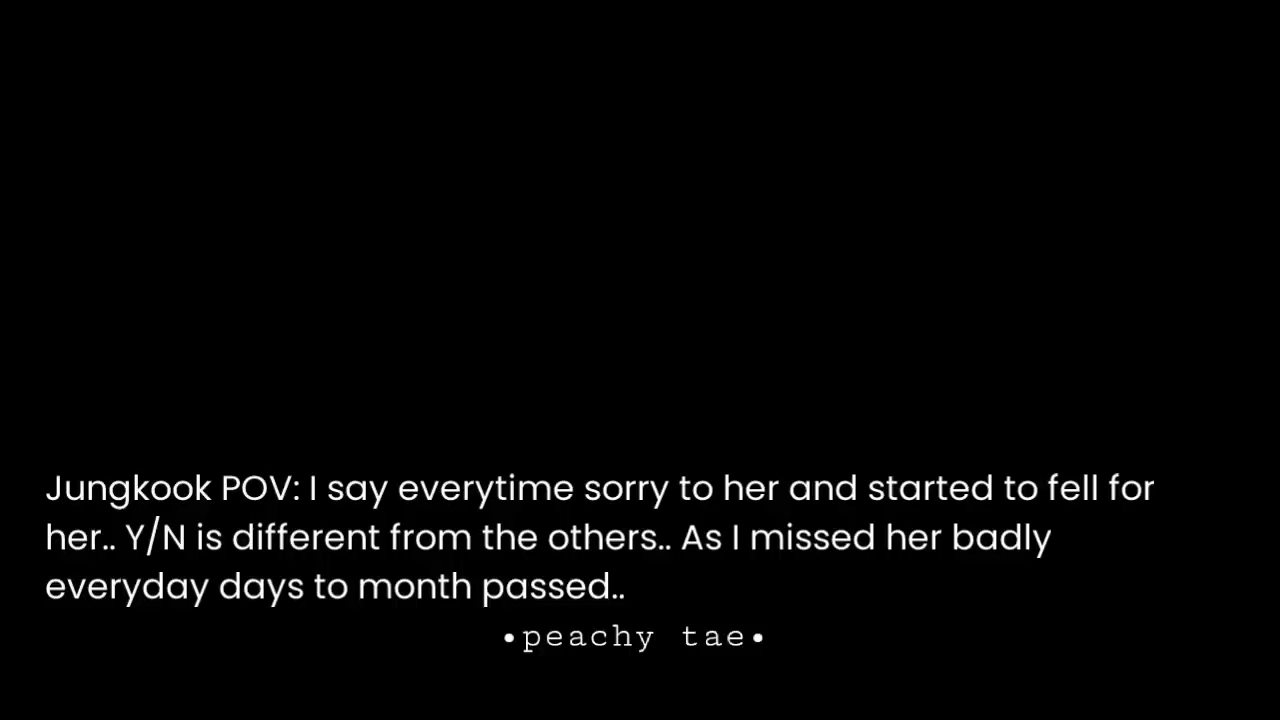 Jungkook POV: I say everytime sorry to her and started to fell for
her.. Y/N is different from the others.. As I missed her badly
everyday days to month passed..
•peachy tae•